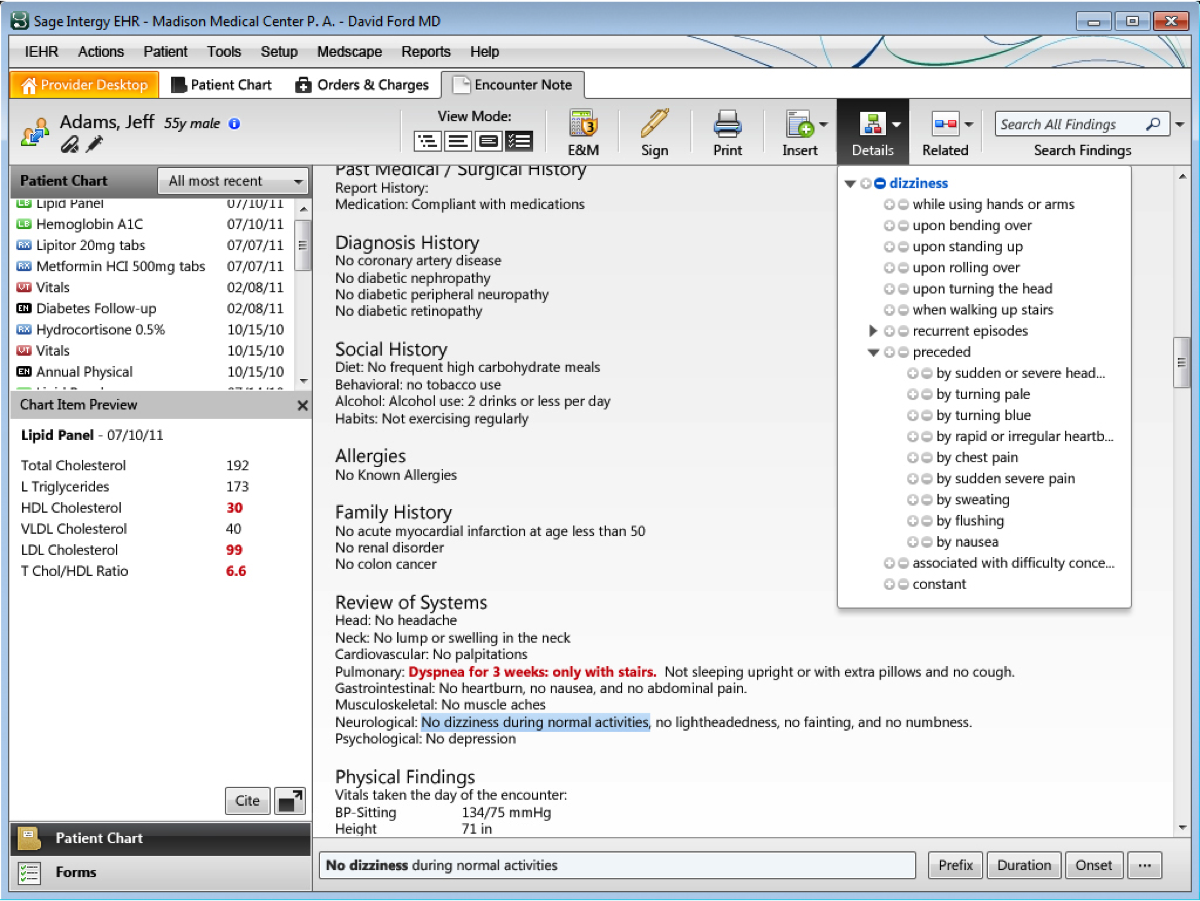 Sage Intergy EHR - Madison Medical Center P. A. - David Ford MD
IEHR Actions Patient Tools Setup Medscape Reports Help
Provider Desktop Patient Chart Orders & Charges Encounter Note
Adams, Jeff 55y male
View Mode:
E&M Sign Print Insert Details Related
Search All Findings
Search Findings
Patient Chart All most recent
LB Lipid Panel 07/10/11
LB Hemoglobin A1C 07/10/11
RX Lipitor 20mg tabs 07/07/11
RX Metformin HCI 500mg tabs 07/07/11
VT Vitals 02/08/11
EN Diabetes Follow-up 02/08/11
RX Hydrocortisone 0.5% 10/15/10
VT Vitals 10/15/10
EN Annual Physical 10/15/10
Chart Item Preview
Lipid Panel - 07/10/11
Total Cholesterol 192
L Triglycerides 173
HDL Cholesterol 30
VLDL Cholesterol 40
LDL Cholesterol 99
T Chol/HDL Ratio 6.6
Cite
Patient Chart
Forms
Past Medical / Surgical History
Report History:
Medication: Compliant with medications
Diagnosis History
No coronary artery disease
No diabetic nephropathy
No diabetic peripheral neuropathy
No diabetic retinopathy
Social History
Diet: No frequent high carbohydrate meals
Behavioral: no tobacco use
Alcohol: Alcohol use: 2 drinks or less per day
Habits: Not exercising regularly
Allergies
No Known Allergies
Family History
No acute myocardial infarction at age less than 50
No renal disorder
No colon cancer
Review of Systems
Head: No headache
Neck: No lump or swelling in the neck
Cardiovascular: No palpitations
Pulmonary: Dyspnea for 3 weeks: only with stairs. Not sleeping upright or with extra pillows and no cough.
Gastrointestinal: No heartburn, no nausea, and no abdominal pain.
Musculoskeletal: No muscle aches
Neurological: No dizziness during normal activities, no lightheadedness, no fainting, and no numbness.
Psychological: No depression
Physical Findings
Vitals taken the day of the encounter:
BP-Sitting 134/75 mmHg
Height 71 in
dizziness
while using hands or arms
upon bending over
upon standing up
upon rolling over
upon turning the head
when walking up stairs
recurrent episodes
preceded
by sudden or severe head...
by turning pale
by turning blue
by rapid or irregular heartb...
by chest pain
by sudden severe pain
by sweating
by flushing
by nausea
associated with difficulty conce...
constant
No dizziness during normal activities
Prefix Duration Onset ...